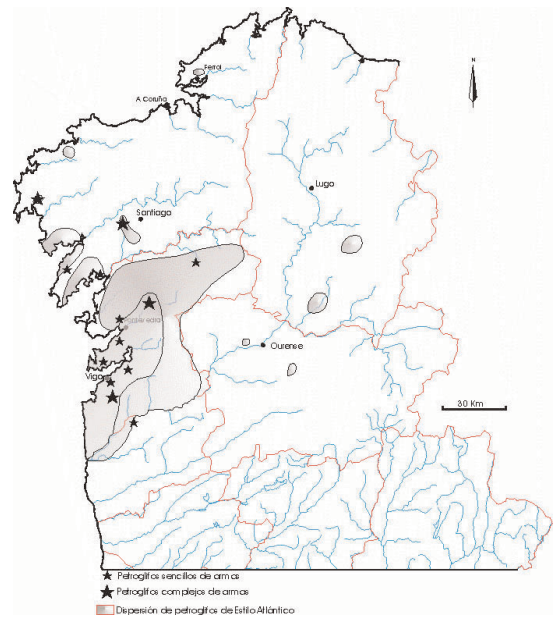 Ferrol
N
A Coruña
Lugo
Santiago
Pontevedra
Ourense
Vigo
30 Km
Petroglifos sencillos de armas
Petroglifos complejos de armas
Dispersión de petroglifos de Estilo Atlántico